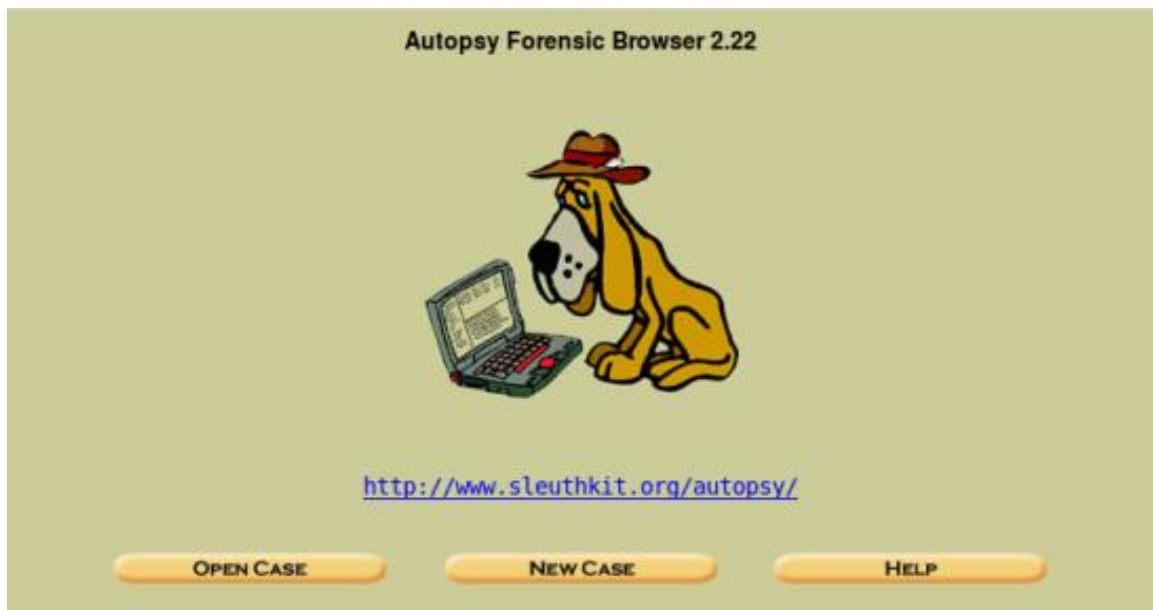 Autopsy Forensic Browser 2.22
http://www.sleuthkit.org/autopsy/
OPEN CASE
NEW CASE
HELP